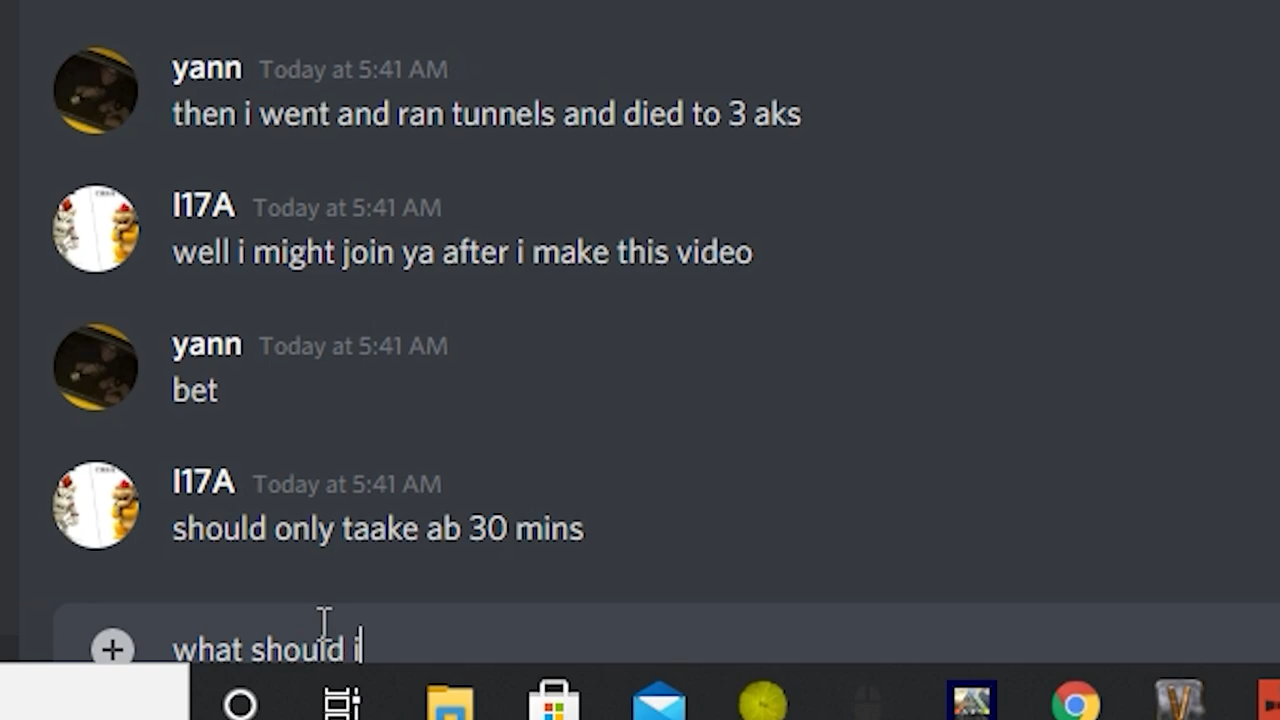 yann Today at 5:41 AM
then i went and ran tunnels and died to 3 aks
I17A Today at 5:41 AM
well i might join ya after i make this video
yann Today at 5:41 AM
bet
I17A Today at 5:41 AM
should only taake ab 30 mins
what should i